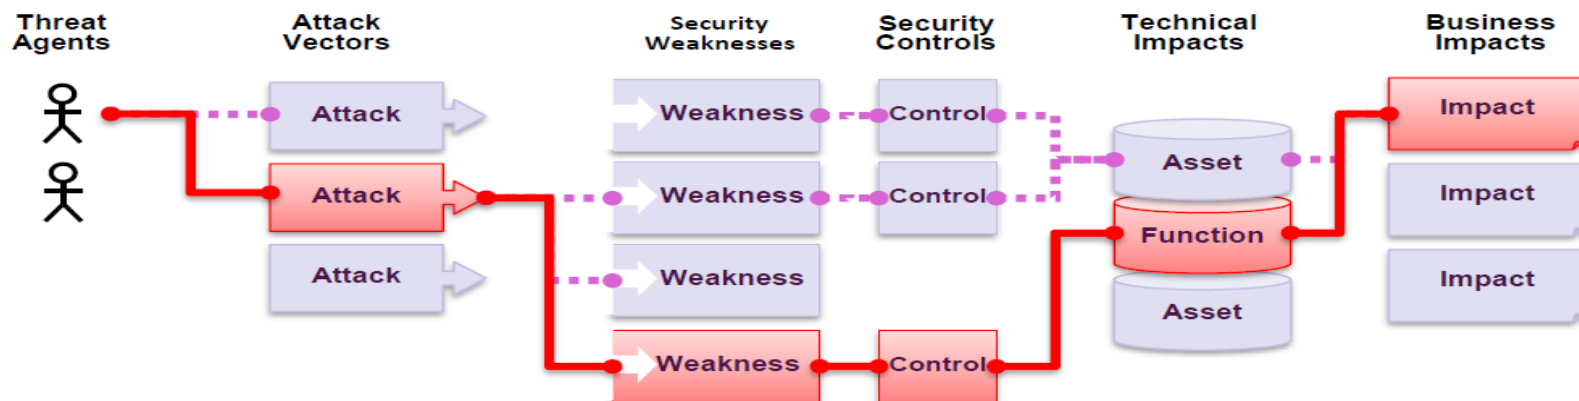 Threat
Agents
Attack
Vectors
Security
Weaknesses
Security
Controls
Technical
Impacts
Business
Impacts
Attack
Weakness
Control
Impact
Asset
Attack
Weakness
Control
Impact
Function
Attack
Weakness
Impact
Asset
Weakness
Control